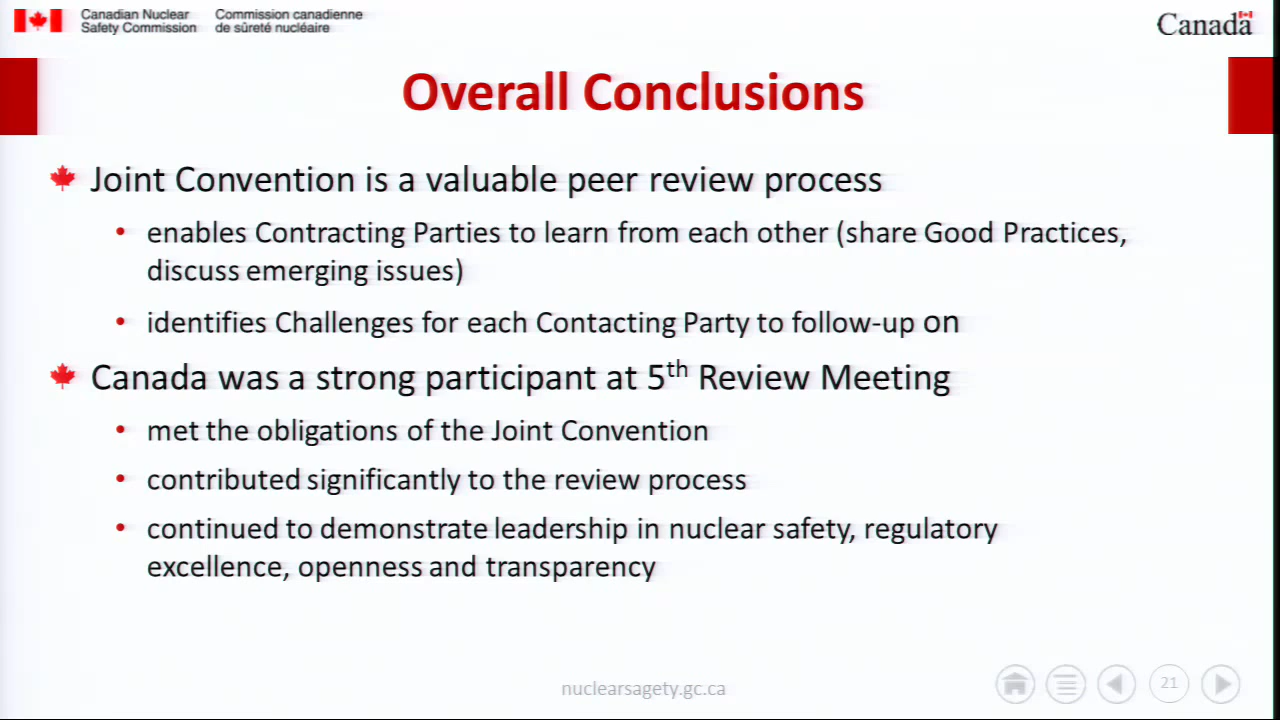 Canadian Nuclear Safety Commission
Commission canadienne de sûreté nucléaire
Canada
Overall Conclusions
Joint Convention is a valuable peer review process
• enables Contracting Parties to learn from each other (share Good Practices,
discuss emerging issues)
• identifies Challenges for each Contacting Party to follow-up on
Canada was a strong participant at 5th Review Meeting
• met the obligations of the Joint Convention
• contributed significantly to the review process
• continued to demonstrate leadership in nuclear safety, regulatory
excellence, openness and transparency
nuclearsagety.gc.ca
21